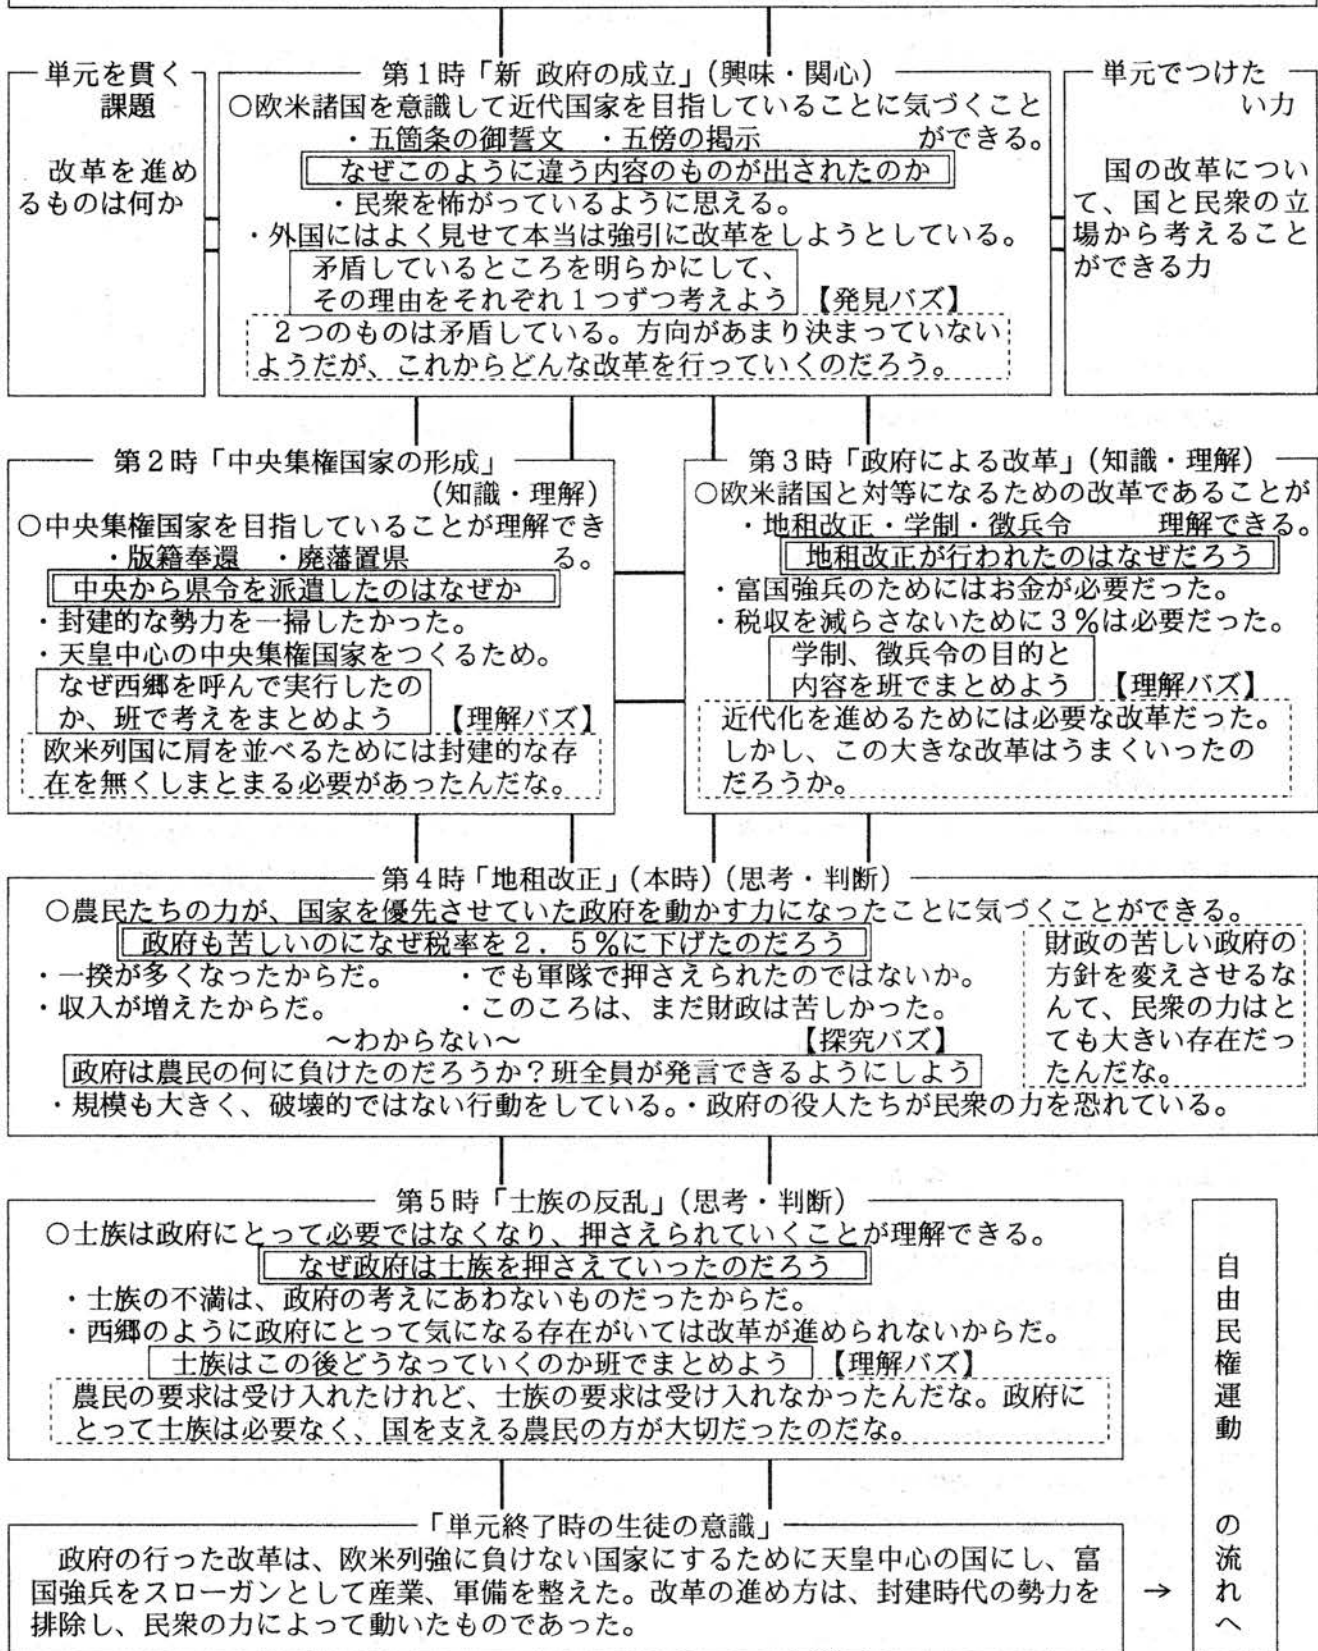 単元を貫く
課題
改革を進め
るものは何か
第1時「新 政府の成立」(興味・関心)
○欧米諸国を意識して近代国家を目指していることに気づくこと
・五箇条の御誓文 ・五傍の掲示 ができる。
なぜこのように違う内容のものが出されたのか
・民衆を怖がっているように思える。
・外国にはよく見せて本当は強引に改革をしようとしている。
矛盾しているところを明らかにして、
その理由をそれぞれ1つずつ考えよう 【発見バズ】
2つのものは矛盾している。方向があまり決まっていない
ようだが、これからどんな改革を行っていくのだろう。
単元でつけた
い力
国の改革につい
て、国と民衆の立
場から考えること
ができる力
第2時「中央集権国家の形成」
(知識・理解)
○中央集権国家を目指していることが理解でき
・版籍奉還 ・廃藩置県 る。
中央から県令を派遣したのはなぜか
・封建的な勢力を一掃したかった。
・天皇中心の中央集権国家をつくるため。
なぜ西郷を呼んで実行したの
か、班で考えをまとめよう 【理解バズ】
欧米列国に肩を並べるためには封建的な存
在を無くしまとまる必要があったんだな。
第3時「政府による改革」(知識・理解)
○欧米諸国と対等になるための改革であることが
・地租改正・学制・徴兵令 理解できる。
地租改正が行われたのはなぜだろう
・富国強兵のためにはお金が必要だった。
・税収を減らさないために3%は必要だった。
学制、徴兵令の目的と
内容を班でまとめよう 【理解バズ】
近代化を進めるためには必要な改革だった。
しかし、この大きな改革はうまくいったの
だろうか。
第4時「地租改正」(本時)(思考・判断)
○農民たちの力が、国家を優先させていた政府を動かす力になったことに気づくことができる。
政府も苦しいのになぜ税率を2.5%に下げたのだろう
・一揆が多くなったからだ。 ・でも軍隊で押さえられたのではないか。
・収入が増えたからだ。 ・このころは、まだ財政は苦しかった。
~わからない~ 【探究バズ】
政府は農民の何に負けたのだろうか?班全員が発言できるようにしよう
・規模も大きく、破壊的ではない行動をしている。・政府の役人たちが民衆の力を恐れている。
財政の苦しい政府の
方針を変えさせるな
んて、民衆の力はと
ても大きい存在だっ
たんだな。
第5時「士族の反乱」(思考・判断)
○士族は政府にとって必要ではなくなり、押さえられていくことが理解できる。
なぜ政府は士族を押さえていったのだろう
・士族の不満は、政府の考えにあわないものだったからだ。
・西郷のように政府にとって気になる存在がいては改革が進められないからだ。
士族はこの後どうなっていくのか班でまとめよう 【理解バズ】
農民の要求は受け入れたけれど、士族の要求は受け入れなかったんだな。政府に
とって士族は必要なく、国を支える農民の方が大切だったのだな。
「単元終了時の生徒の意識」
政府の行った改革は、欧米列強に負けない国家にするために天皇中心の国にし、富
国強兵をスローガンとして産業、軍備を整えた。改革の進め方は、封建時代の勢力を
排除し、民衆の力によって動いたものであった。
→
自由民権運動 の流れへ